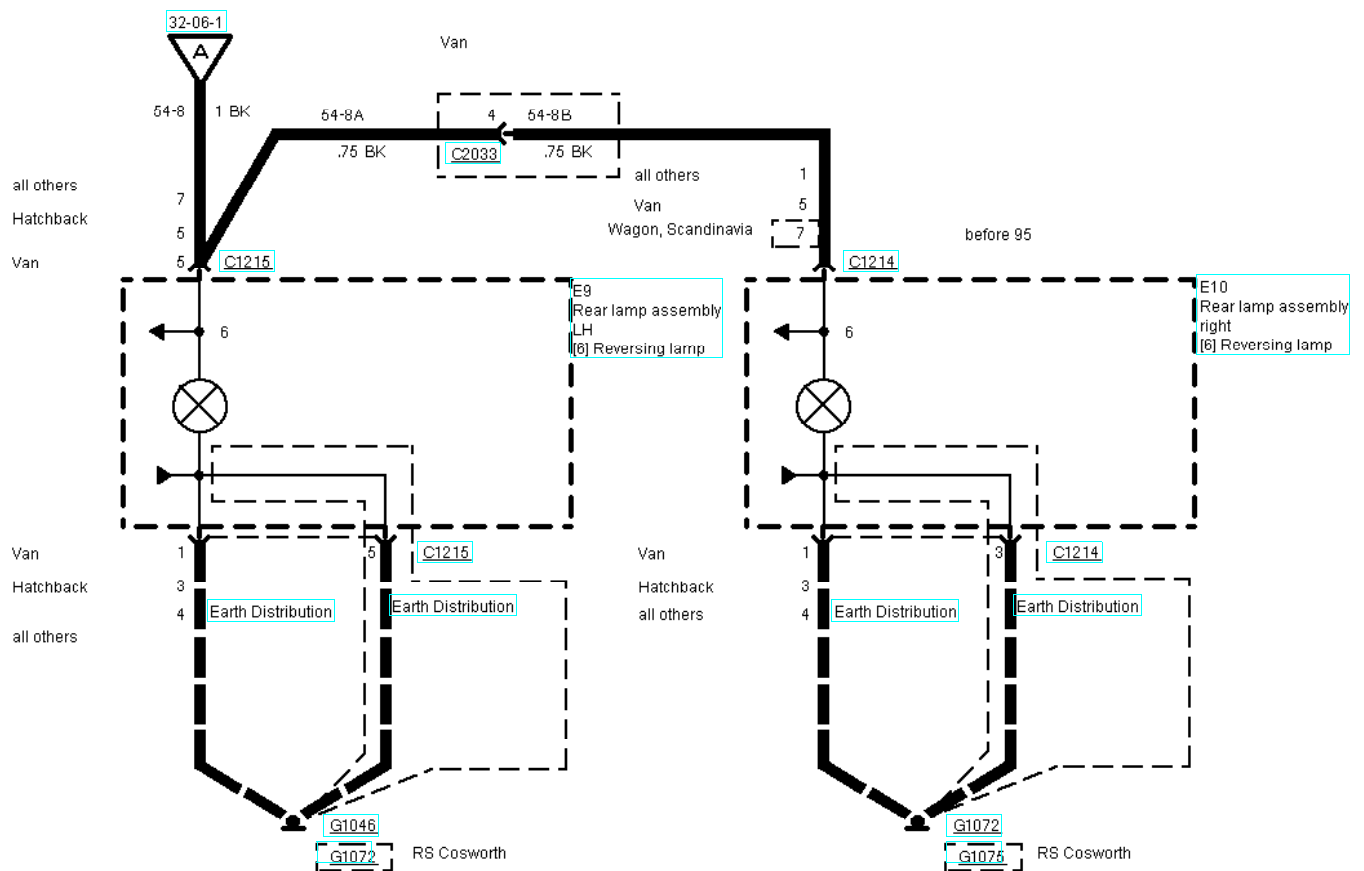 32-06-1
A
Van
54-8
1 BK
54-8A
4
54-8B
.75 BK
C2033
.75 BK
all others
7
Hatchback
5
Van
5
C1215
all others
1
Van
5
Wagon, Scandinavia
7
before 95
C1214
E9
Rear lamp assembly
LH
[6] Reversing lamp
6
E10
Rear lamp assembly
right
[6] Reversing lamp
6
Van
1
5
C1215
Hatchback
3
4
Earth Distribution
Earth Distribution
all others
Van
1
3
C1214
Hatchback
3
all others
4
Earth Distribution
Earth Distribution
G1046
G1072
RS Cosworth
G1072
G1075
RS Cosworth